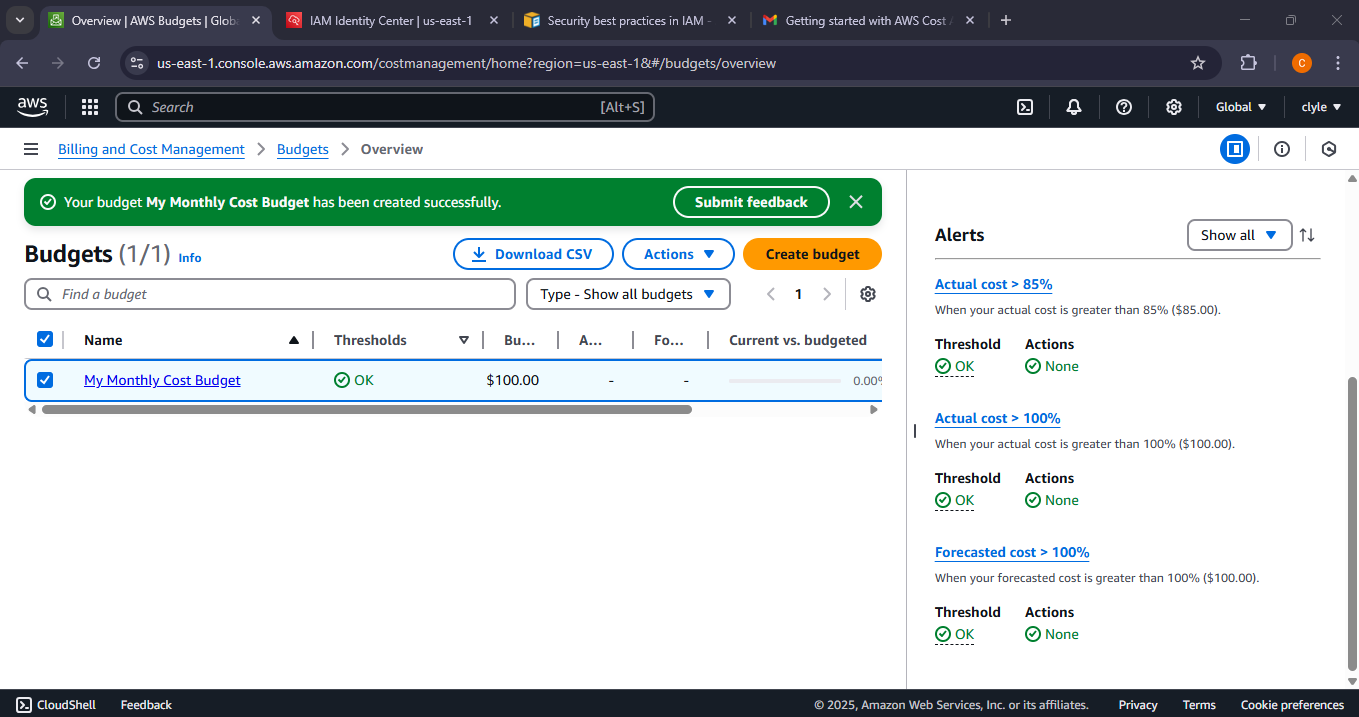 Overview | AWS Budgets | Globa
IAM Identity Center | us-east-1
Security best practices in IAM -
Getting started with AWS Cost
us-east-1.console.aws.amazon.com/costmanagement/home?region=us-east-1&#/budgets/overview
C
aws
Search
[Alt+S]
Global
clyle
Billing and Cost Management
Budgets
Overview
Your budget My Monthly Cost Budget has been created successfully.
Submit feedback
Budgets (1/1) Info
Download CSV
Actions
Create budget
Find a budget
Type - Show all budgets
1
Name
Thresholds
Bu...
A...
Fo...
Current vs. budgeted
My Monthly Cost Budget
OK
$100.00
-
-
0.00%
Alerts
Show all
Actual cost > 85%
When your actual cost is greater than 85% ($85.00).
Threshold Actions
OK None
Actual cost > 100%
When your actual cost is greater than 100% ($100.00).
Threshold Actions
OK None
Forecasted cost > 100%
When your forecasted cost is greater than 100% ($100.00).
Threshold Actions
OK None
CloudShell
Feedback
© 2025, Amazon Web Services, Inc. or its affiliates.
Privacy
Terms
Cookie preferences